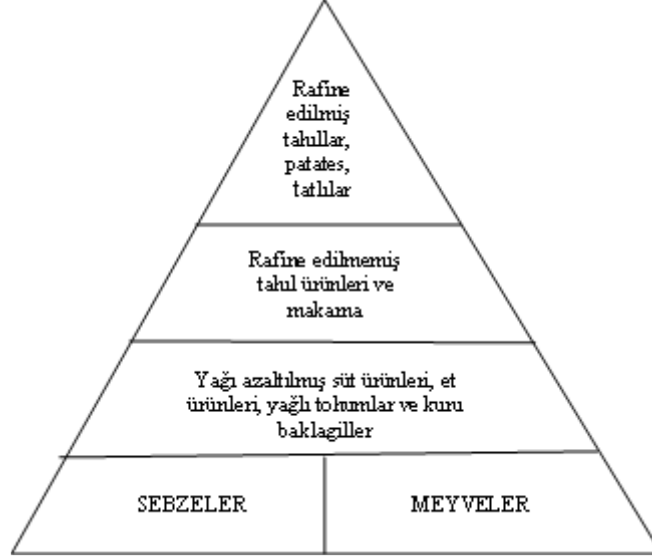 Rafine
edilmiş
tahıllar,
patates,
tatlılar
Rafine edilmemiş
tahıl ürünleri ve
makarna
Yağı azaltılmış süt ürünleri, et
ürünleri, yağlı tohumlar ve kuru
baklagiller
SEBZELER
MEYVELER